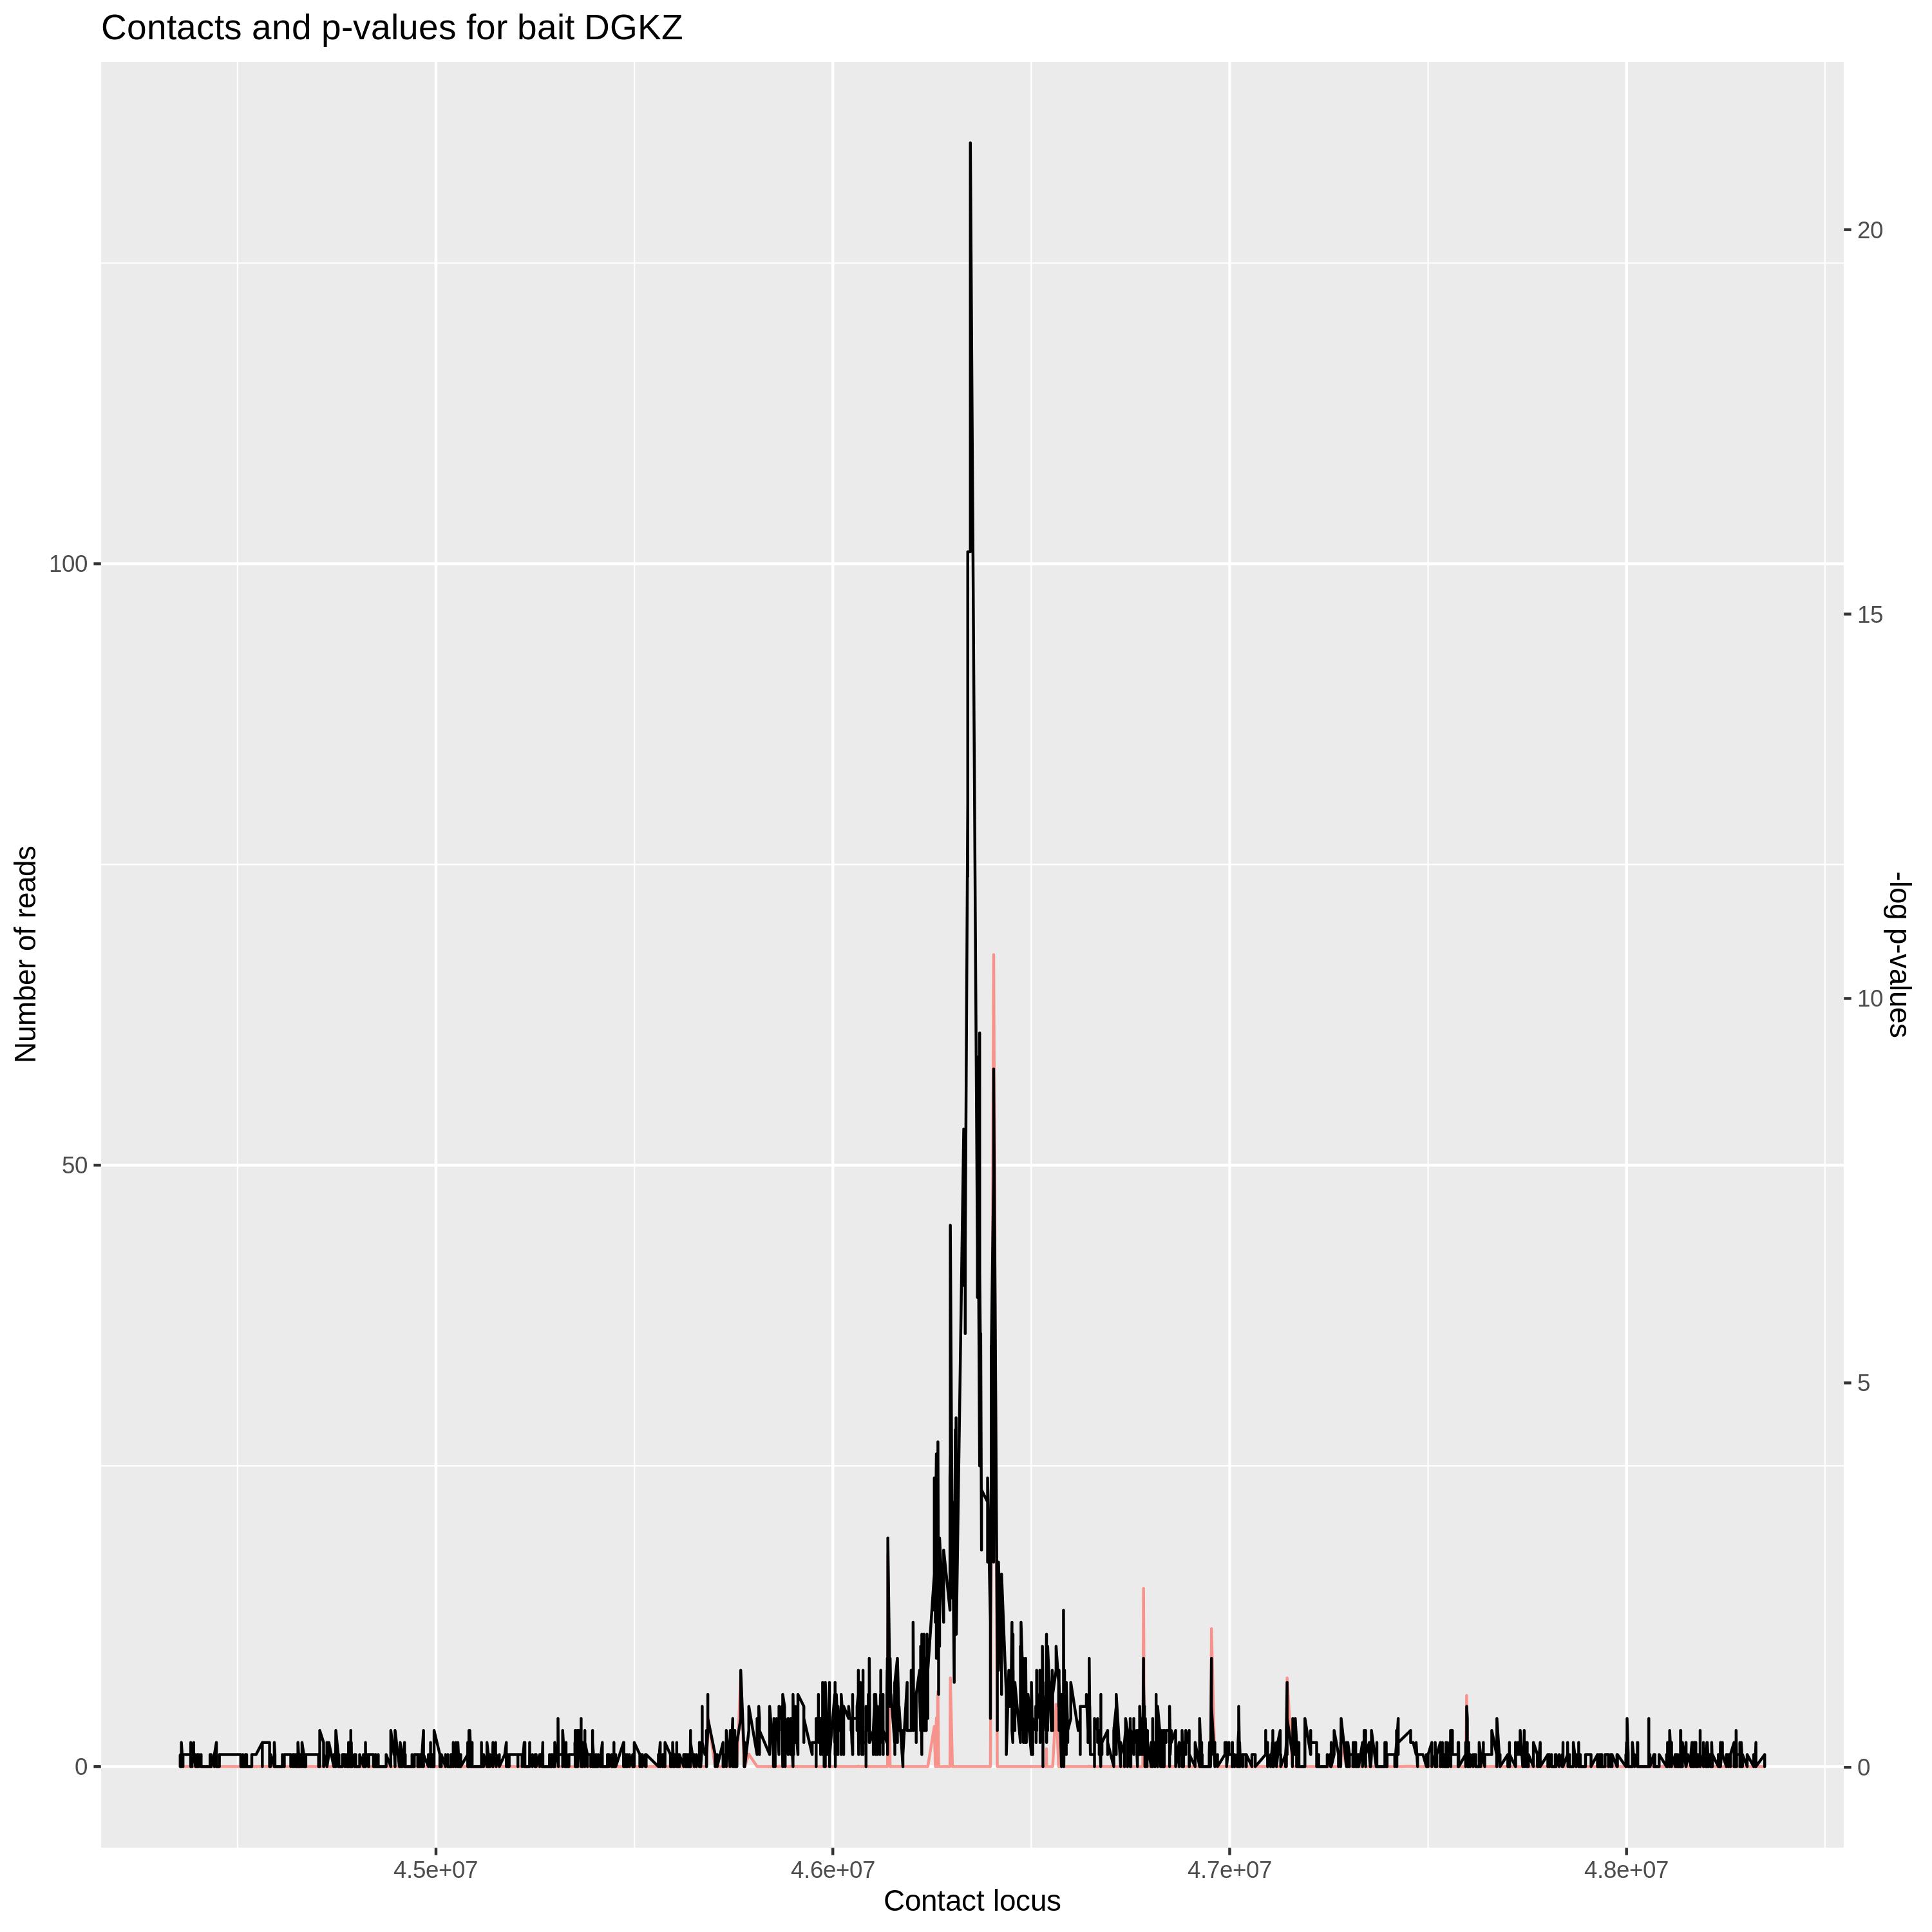 Contacts and p-values for bait DGKZ
Number of reads
100
50
0
20
15
10
5
0
-log p-values
4.5e+07
4.6e+07
4.7e+07
4.8e+07
Contact locus